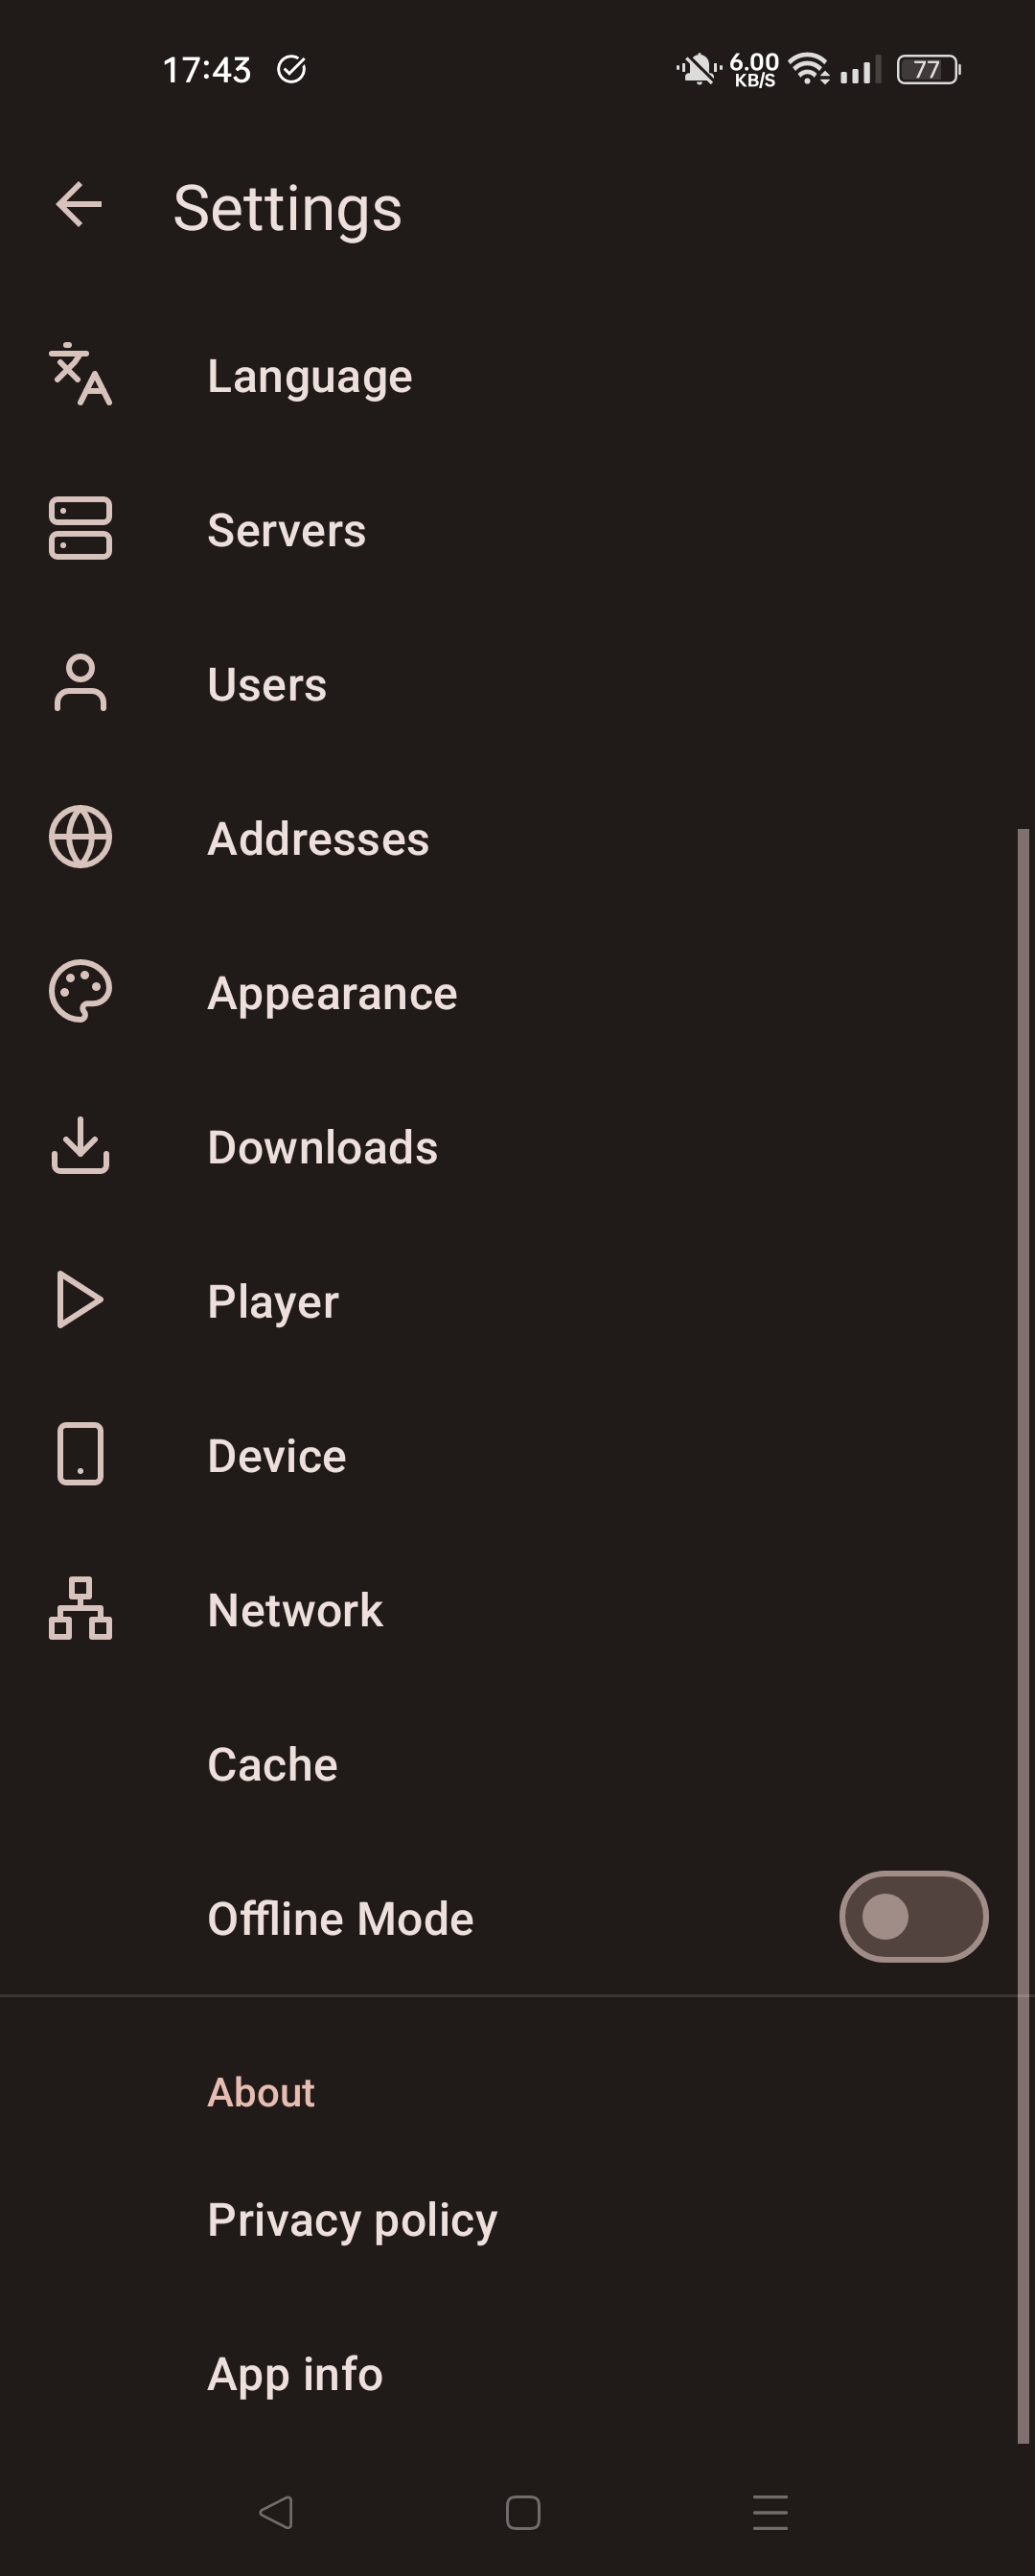 17:43
6.00
KB/S
77
Settings
Language
Servers
Users
Addresses
Appearance
Downloads
Player
Device
Network
Cache
Offline Mode
About
Privacy policy
App info